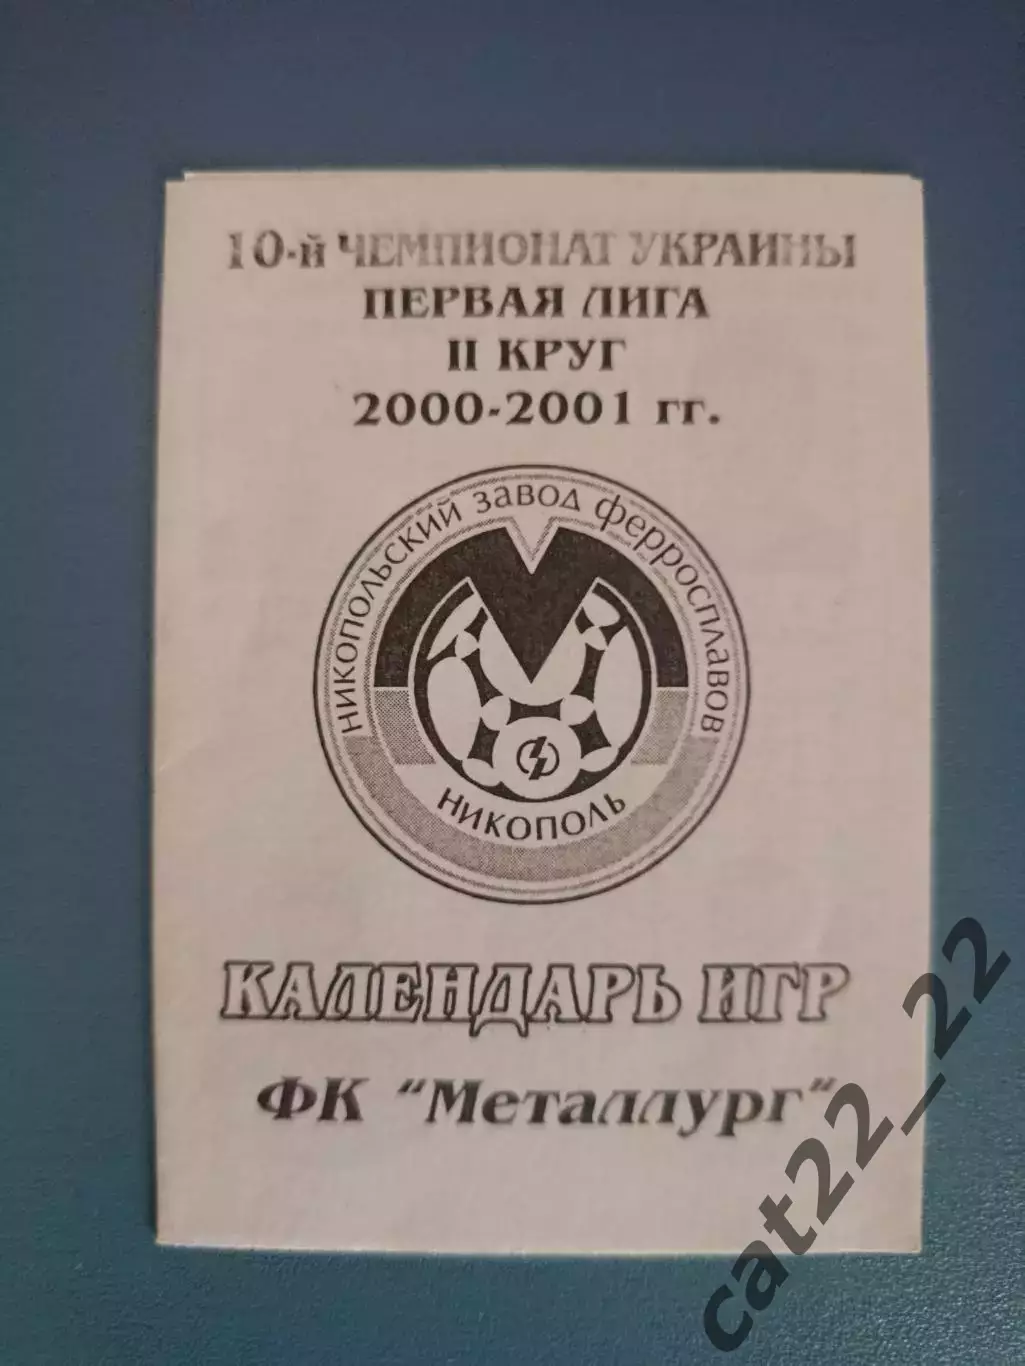 10-й ЧЕМПИОНАТ УКРАИНЫ
ПЕРВАЯ ЛИГА
II КРУГ
2000-2001 гг.
НИКОПОЛЬСКИЙ ЗАВОД ФЕРРОСПЛАВОВ
НИКОПОЛЬ
КАЛЕНДАРЬ ИГР
ФК “Металлург“
cat22_22